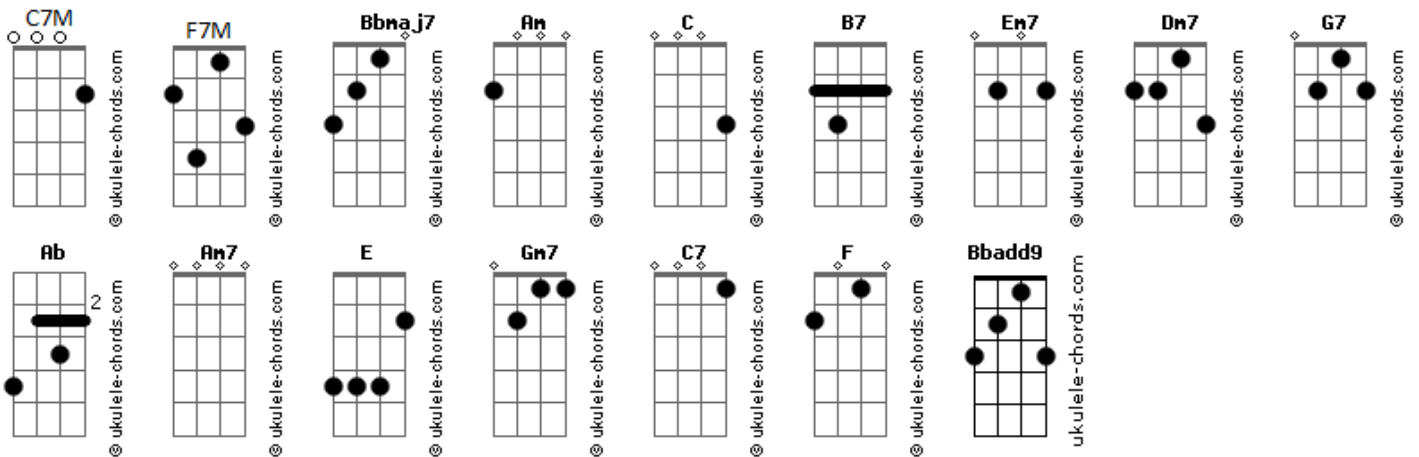 C7M F7M Bbmaj7 Am C B7 Em7 Dm7 G7
© ukulele-chords.com © ukulele-chords.com © ukulele-chords.com © ukulele-chords.com © ukulele-chords.com © ukulele-chords.com © ukulele-chords.com © ukulele-chords.com © ukulele-chords.com
Ab Am7 E Gm7 C7 F Bbadd9
2
© ukulele-chords.com © ukulele-chords.com © ukulele-chords.com © ukulele-chords.com © ukulele-chords.com © ukulele-chords.com ukulele-chords.com